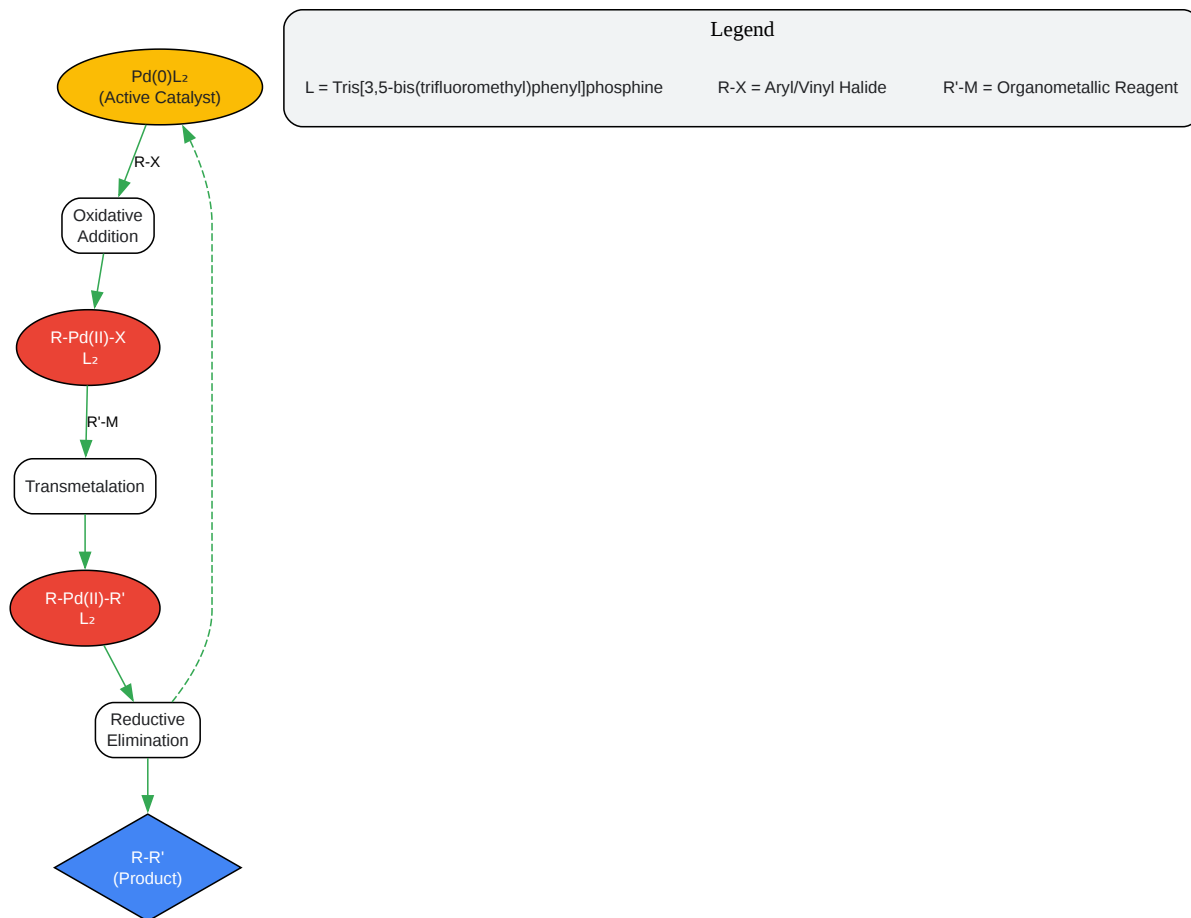 Legend
L = Tris[3,5-bis(trifluoromethyl)phenyl]phosphine
R-X = Aryl/Vinyl Halide
R'-M = Organometallic Reagent
Pd(0)L₂
(Active Catalyst)
R-X
Oxidative
Addition
R-Pd(II)-X
L₂
R'-M
Transmetalation
R-Pd(II)-R'
L₂
Reductive
Elimination
R-R'
(Product)